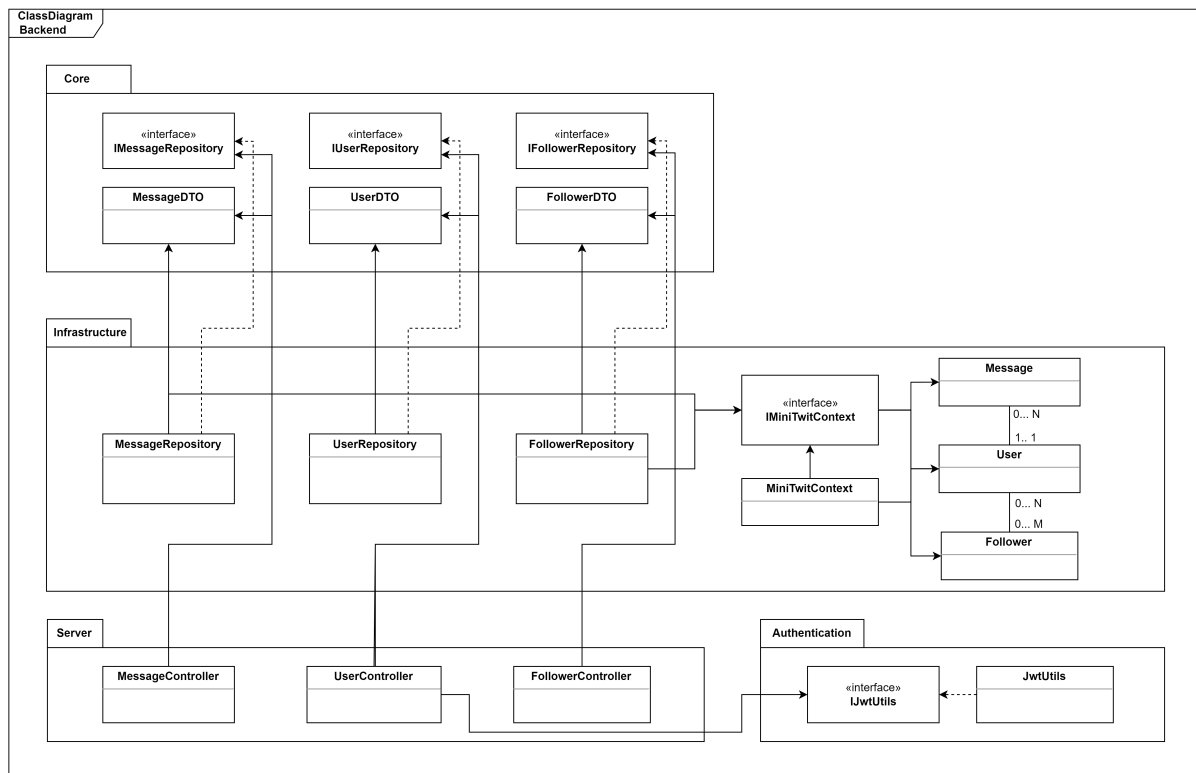 ClassDiagram
Backend
Core
«interface»
IMessageRepository
«interface»
IUserRepository
«interface»
IFollowerRepository
MessageDTO
UserDTO
FollowerDTO
Infrastructure
Message
«interface»
IMiniTwitContext
0... N
1.. 1
MessageRepository
UserRepository
FollowerRepository
User
MiniTwitContext
0... N
0... M
Follower
Server
Authentication
MessageController
UserController
FollowerController
«interface»
IJwtUtils
JwtUtils